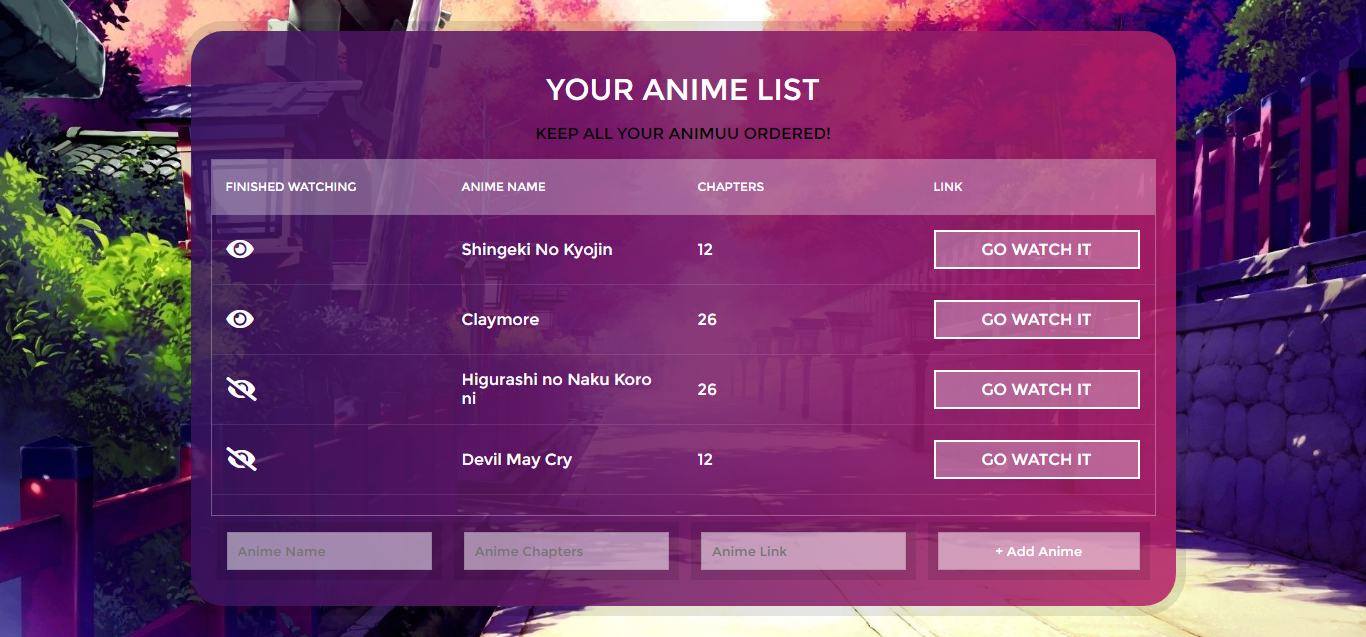 YOUR ANIME LIST
KEEP ALL YOUR ANIMUU ORDERED!
FINISHED WATCHING ANIME NAME CHAPTERS LINK
Shingeki No Kyojin 12 GO WATCH IT
Claymore 26 GO WATCH IT
Higurashi no Naku Koro
ni 26 GO WATCH IT
Devil May Cry 12 GO WATCH IT
Anime Name Anime Chapters Anime Link + Add Anime